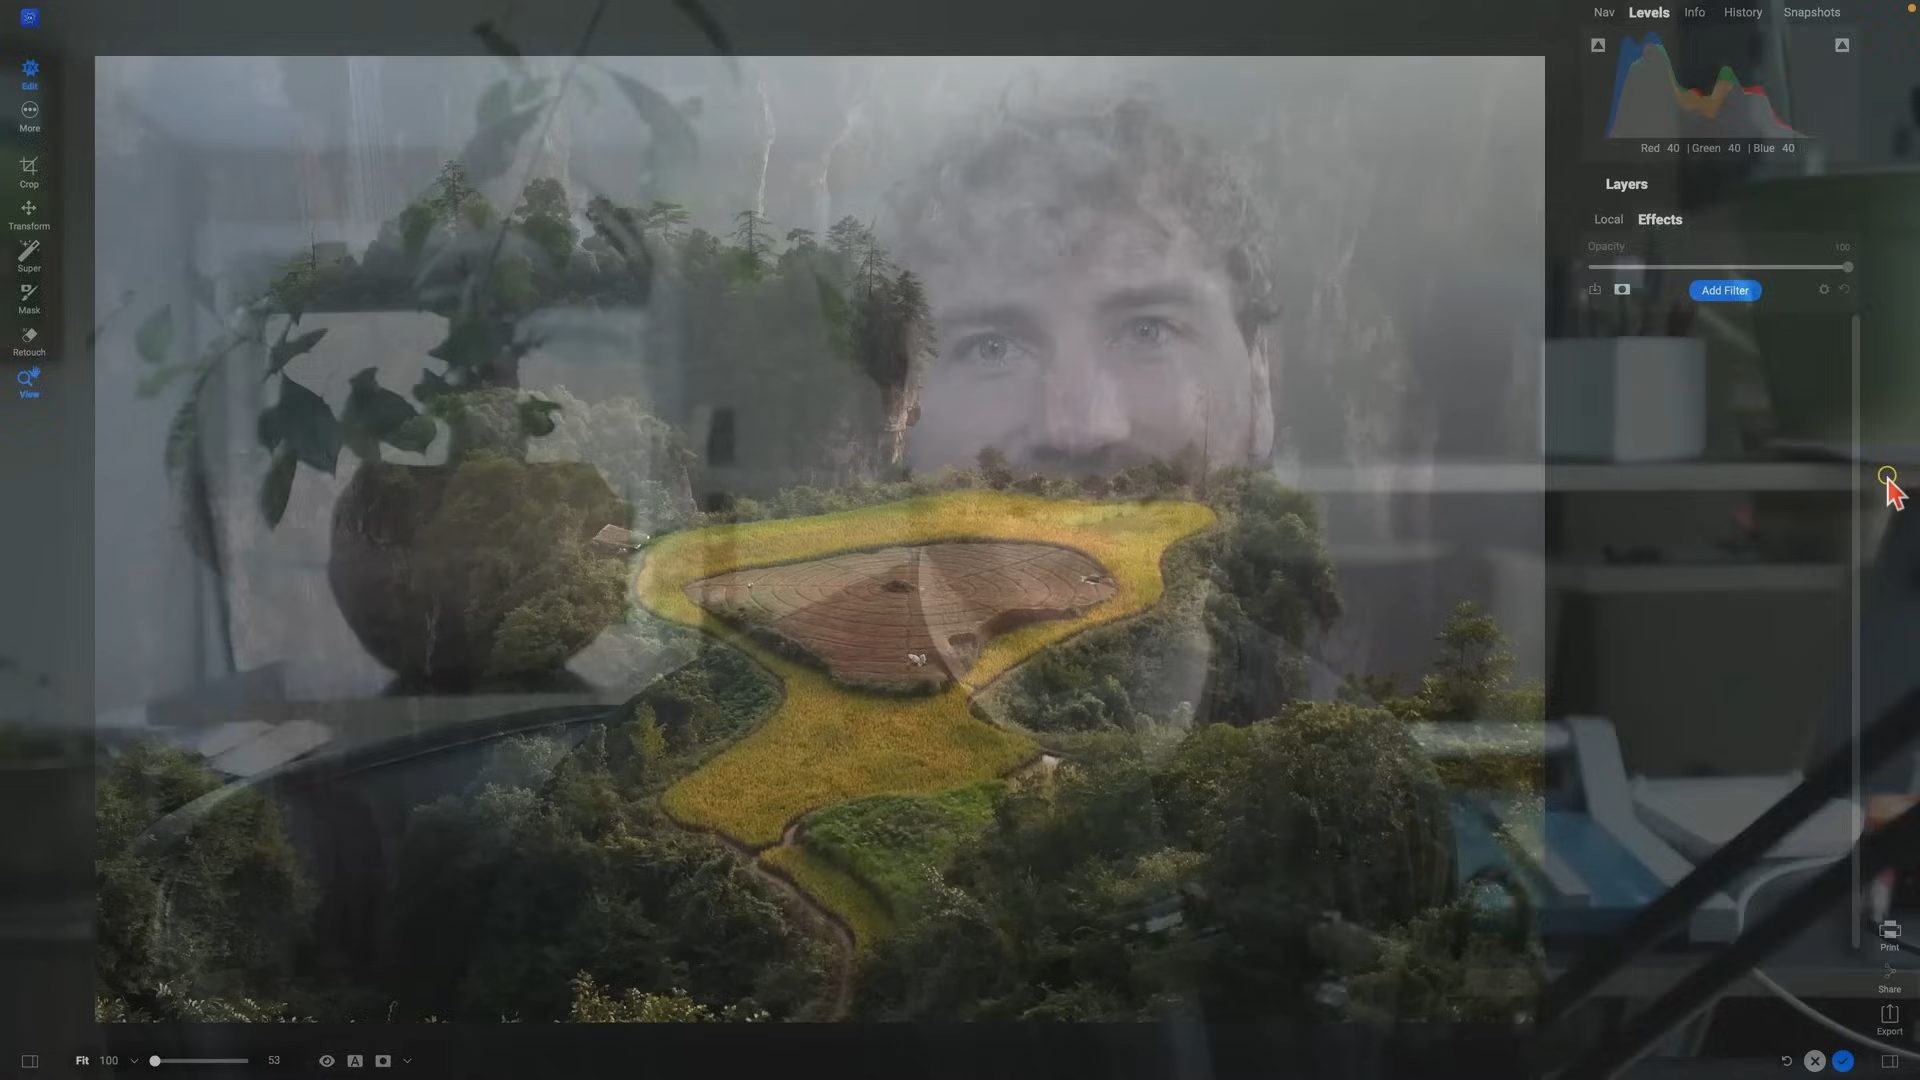 Nav Levels Info History Snapshots
Edit
More
Red 40 | Green 40 | Blue 40
Crop
Layers
Transform
Local Effects
Opacity 100
Super
Add Filter
Mask
Retouch
View
Print
Share
Export
Fit 100 53
A